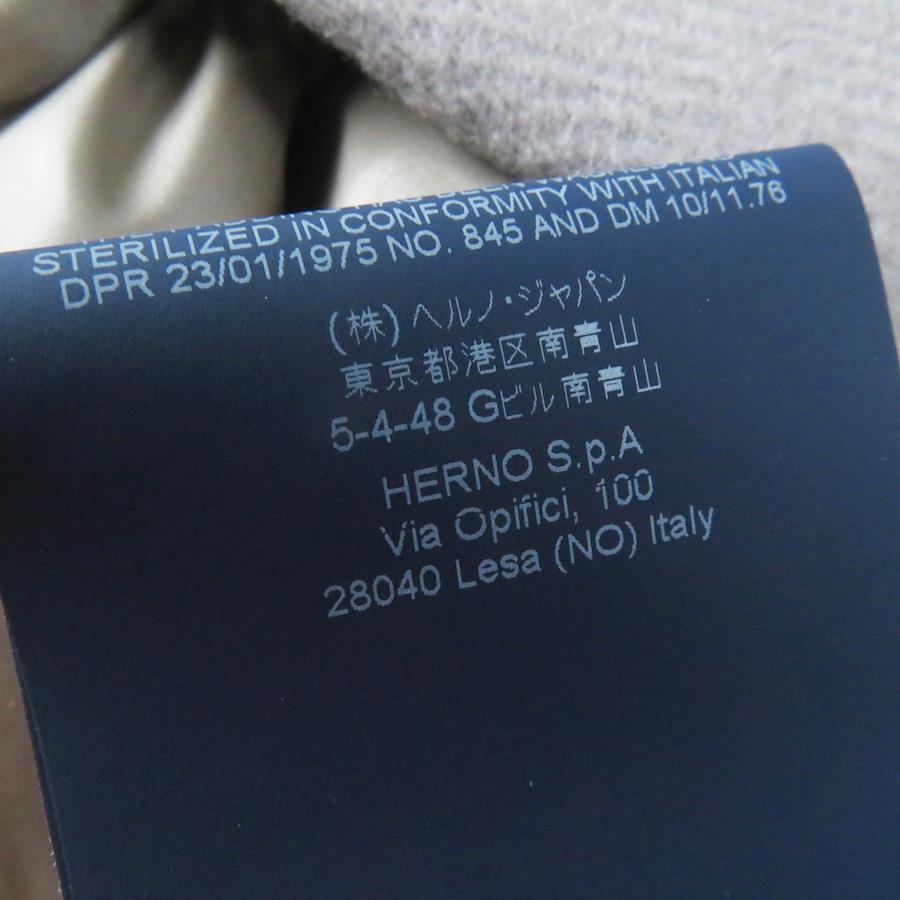 STERILIZED IN CONFORMITY WITH ITALIAN
DPR 23/01/1975 NO. 845 AND DM 10/11.76
(株)ヘルノ・ジャパン
東京都港区南青山
5-4-48 Gビル南青山
HERNO S.p.A
Via Opifici, 100
28040 Lesa (NO) Italy